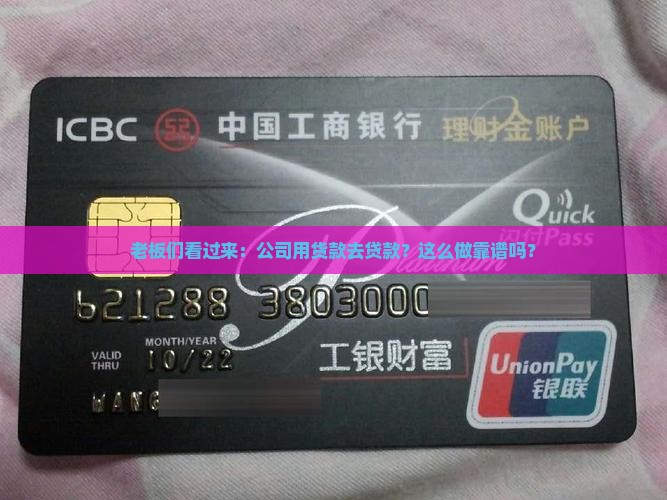 ICBC 中国工商银行 理财金账户
Quick
闪付Pass
老板们看过来：公司用货款去贷款？这么做靠谱吗？
Platinum
621288 3803000
MONTH/YEAR
VALID THRU 10/22
工银财富
UnionPay
银联
WANG